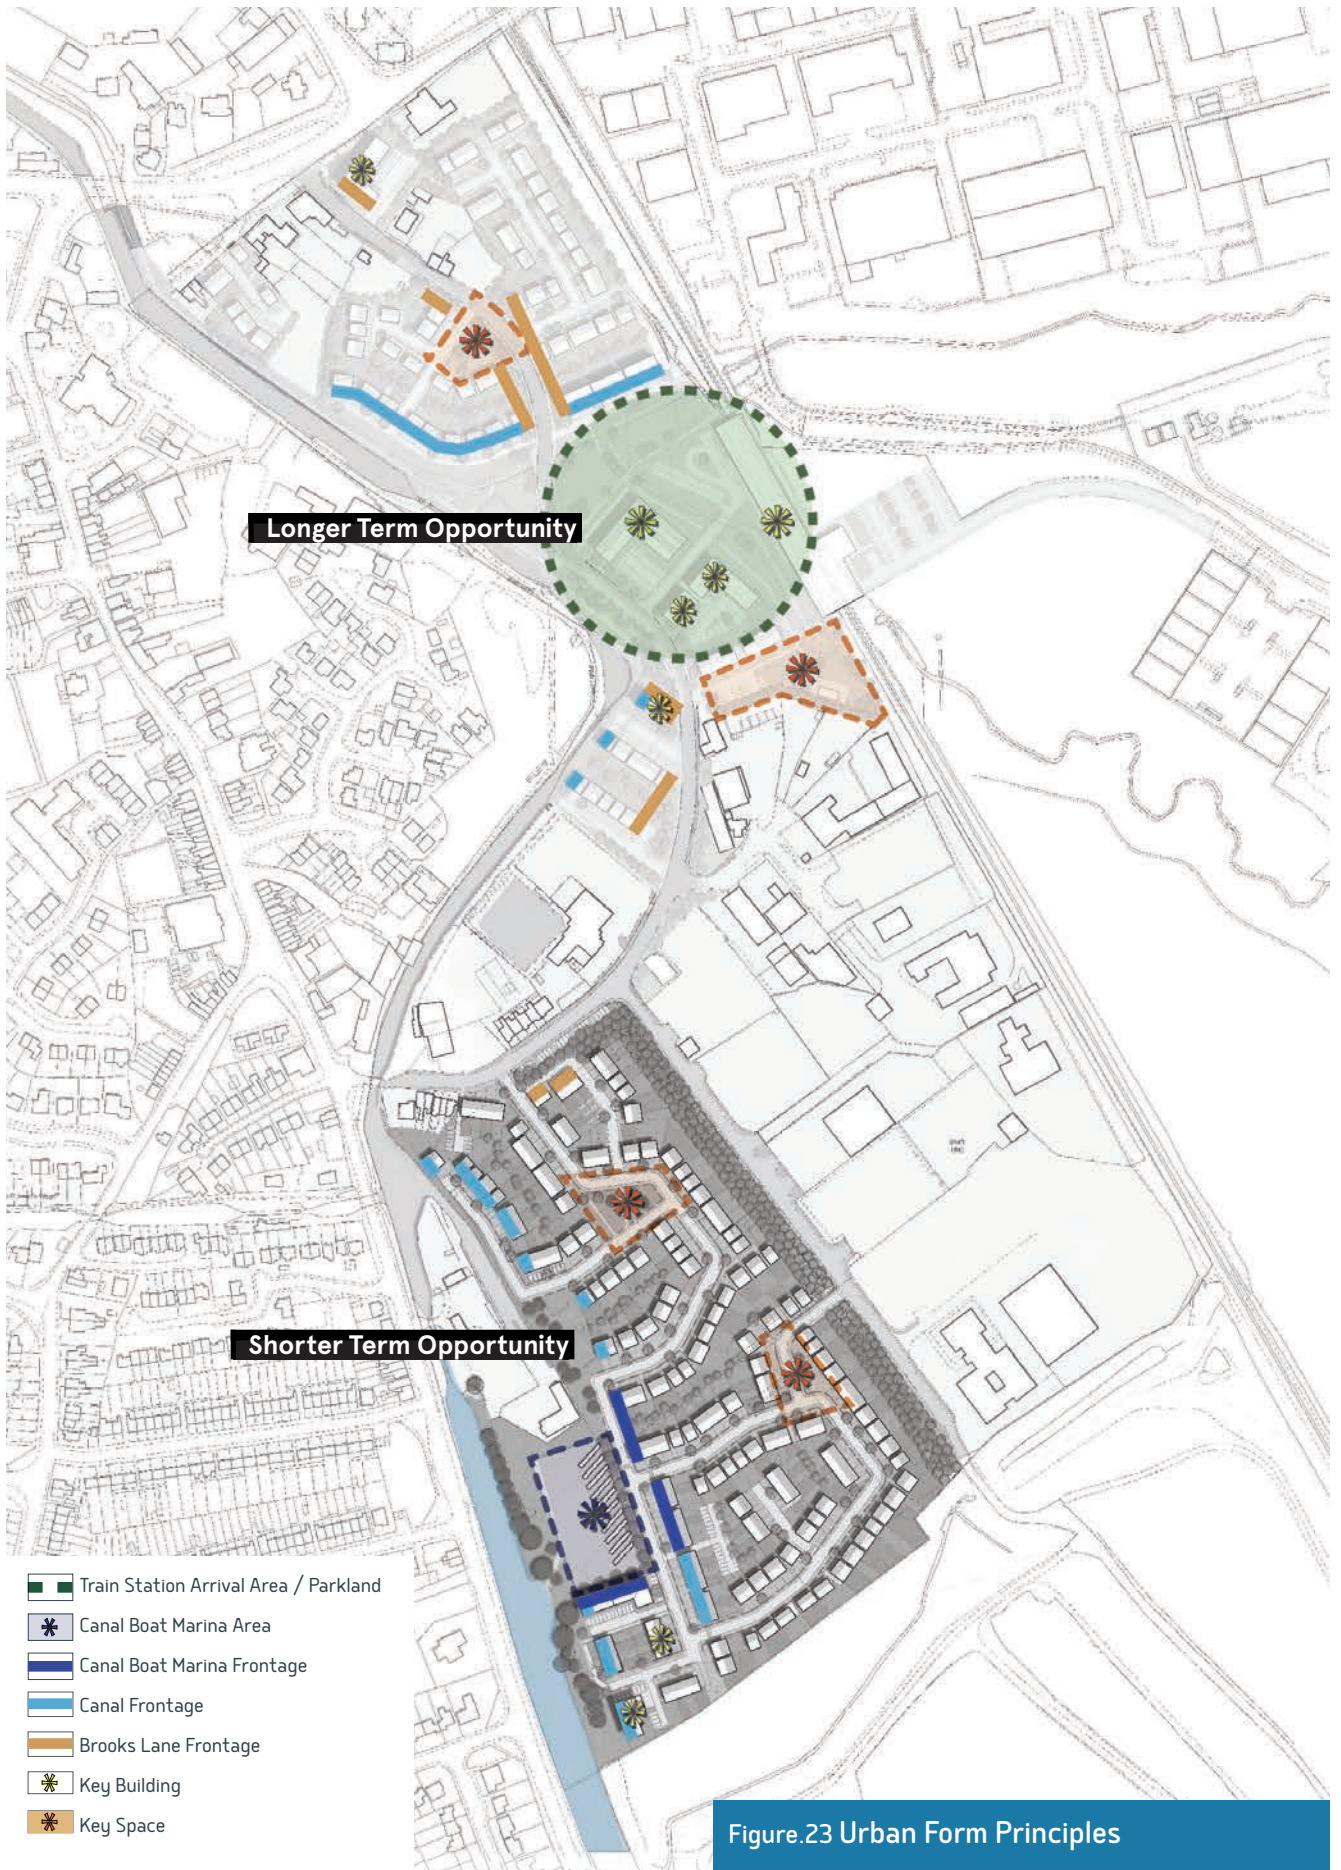 Longer Term Opportunity
Shorter Term Opportunity
Train Station Arrival Area / Parkland
Canal Boat Marina Area
Canal Boat Marina Frontage
Canal Frontage
Brooks Lane Frontage
Key Building
Key Space
Figure.23 Urban Form Principles